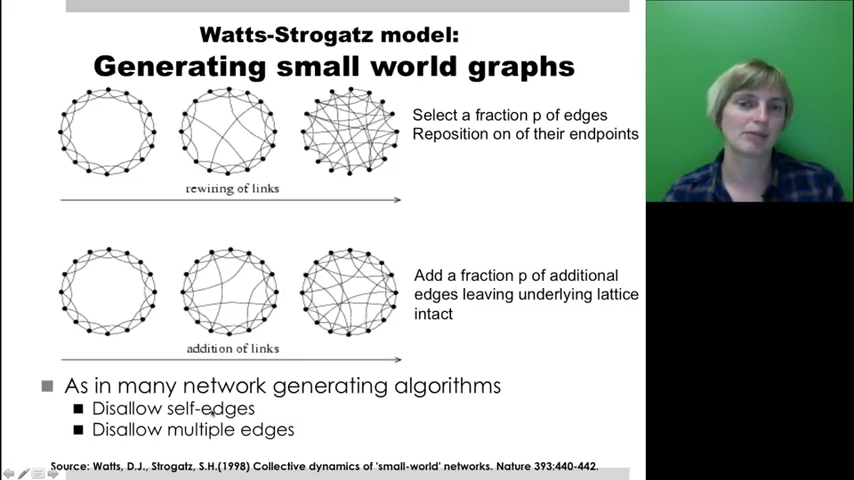 Watts-Strogatz model:
Generating small world graphs
Select a fraction p of edges
Reposition on of their endpoints
rewiring of links
Add a fraction p of additional
edges leaving underlying lattice
intact
addition of links
As in many network generating algorithms
Disallow self-edges
Disallow multiple edges
Source: Watts, D.J., Strogatz, S.H.(1998) Collective dynamics of 'small-world' networks. Nature 393:440-442.